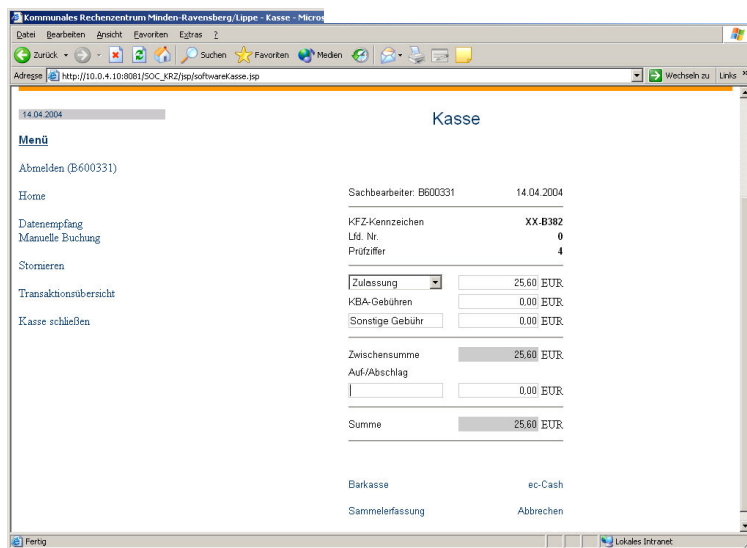 Kommunales Rechenzentrum Minden-Ravensberg/Lippe - Kasse - Micros
Datei Bearbeiten Ansicht Favoriten Extras ?
Zurück Suchen Favoriten Medien
Adresse http://10.0.4.10:8081/SOC_KRZ/jsp/softwareKasse.jsp Wechseln zu Links »
14.04.2004
Kasse
Menü
Abmelden (B600331)
Home
Datenempfang
Manuelle Buchung
Stornieren
Transaktionsübersicht
Kasse schließen
Sachbearbeiter: B600331 14.04.2004
KFZ-Kennzeichen XX-B382
Lfd. Nr. 0
Prüfziffer 4
Zulassung 25,60 EUR
KBA-Gebühren 0,00 EUR
Sonstige Gebühr 0,00 EUR
Zwischensumme 25,60 EUR
Auf-/Abschlag
0,00 EUR
Summe 25,60 EUR
Barkasse ec-Cash
Sammelerfassung Abbrechen
Fertig Lokales Intranet